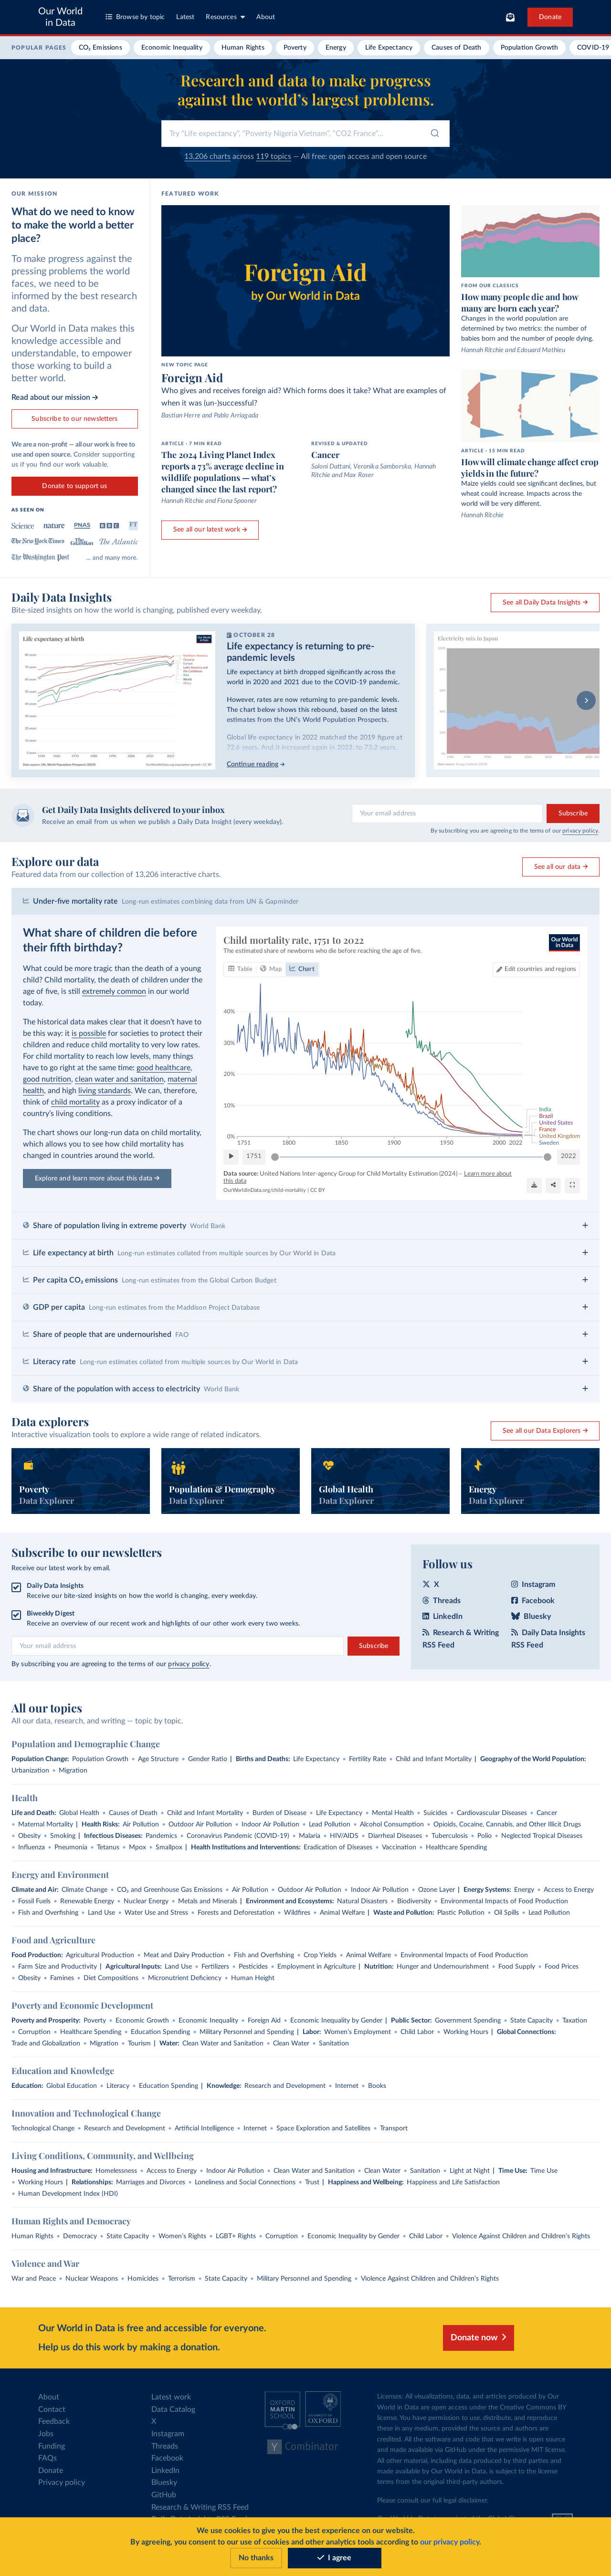 Our World
in Data
Browse by topic
Latest
Resources
About
Donate
POPULAR PAGES
CO₂ Emissions
Economic Inequality
Human Rights
Poverty
Energy
Life Expectancy
Causes of Death
Population Growth
COVID-19
Research and data to make progress
against the world's largest problems.
Try "Life expectancy", "Poverty Nigeria Vietnam", "CO2 France"...
13,206 charts across 119 topics — All free: open access and open source
OUR MISSION
What do we need to know
to make the world a better
place?
To make progress against the
pressing problems the world
faces, we need to be
informed by the best research
and data.
Our World in Data makes this
knowledge accessible and
understandable, to empower
those working to build a
better world.
Read about our mission →
Subscribe to our newsletters
We are a non-profit — all our work is free to
use and open source. Consider supporting
us if you find our work valuable.
Donate to support us
AS SEEN ON
Science
nature
PNAS
BBC
FT
The New York Times
The Guardian
The Atlantic
The Washington Post
... and many more.
FEATURED WORK
Foreign Aid
by Our World in Data
NEW TOPIC PAGE
Foreign Aid
Who gives and receives foreign aid? Which forms does it take? What are examples of
when it was (un-)successful?
Bastian Herre and Pablo Arriagada
ARTICLE • 7 MIN READ
The 2024 Living Planet Index
reports a 73% average decline in
wildlife populations — what's
changed since the last report?
Hannah Ritchie and Fiona Spooner
See all our latest work →
REVISED & UPDATED
Cancer
Saloni Dattani, Veronika Samborska, Hannah
Ritchie and Max Roser
FROM OUR CLASSICS
How many people die and how
many are born each year?
Changes in the world population are
determined by two metrics: the number of
babies born and the number of people dying.
Hannah Ritchie and Edouard Mathieu
ARTICLE • 15 MIN READ
How will climate change affect crop
yields in the future?
Maize yields could see significant declines, but
wheat could increase. Impacts across the
world will be very different.
Hannah Ritchie
Daily Data Insights
Bite-sized insights on how the world is changing, published every weekday.
See all Daily Data Insights →
Life expectancy at birth
OCTOBER 28
Life expectancy is returning to pre-
pandemic levels
Life expectancy at birth dropped significantly across the
world in 2020 and 2021 due to the COVID-19 pandemic.
However, rates are now returning to pre-pandemic levels.
The chart below shows this rebound, based on the latest
estimates from the UN's World Population Prospects.
Global life expectancy in 2022 matched the 2019 figure at
72.6 years. And it increased again in 2023, to 73.2 years.
Continue reading →
Electricity mix in Japan
Get Daily Data Insights delivered to your inbox
Receive an email from us when we publish a Daily Data Insight (every weekday).
Your email address
Subscribe
By subscribing you are agreeing to the terms of our privacy policy.
Explore our data
Featured data from our collection of 13,206 interactive charts.
See all our data →
Under-five mortality rate Long-run estimates combining data from UN & Gapminder
What share of children die before
their fifth birthday?
What could be more tragic than the death of a young
child? Child mortality, the death of children under the
age of five, is still extremely common in our world
today.
The historical data makes clear that it doesn't have to
be this way: it is possible for societies to protect their
children and reduce child mortality to very low rates.
For child mortality to reach low levels, many things
have to go right at the same time: good healthcare,
good nutrition, clean water and sanitation, maternal
health, and high living standards. We can, therefore,
think of child mortality as a proxy indicator of a
country's living conditions.
The chart shows our long-run data on child mortality,
which allows you to see how child mortality has
changed in countries around the world.
Explore and learn more about this data →
Child mortality rate, 1751 to 2022
The estimated share of newborns who die before reaching the age of five.
Our World
in Data
Table
Map
Chart
Edit countries and regions
40%
30%
20%
10%
0%
1751
1800
1850
1900
1950
2000
2022
India
Brazil
United States
France
United Kingdom
Sweden
1751
2022
Data source: United Nations Inter-agency Group for Child Mortality Estimation (2024) – Learn more about
this data
OurWorldinData.org/child-mortality | CC BY
Share of population living in extreme poverty World Bank
Life expectancy at birth Long-run estimates collated from multiple sources by Our World in Data
Per capita CO₂ emissions Long-run estimates from the Global Carbon Budget
GDP per capita Long-run estimates from the Maddison Project Database
Share of people that are undernourished FAO
Literacy rate Long-run estimates collated from multiple sources by Our World in Data
Share of the population with access to electricity World Bank
Data explorers
Interactive visualization tools to explore a wide range of related indicators.
See all our Data Explorers →
Poverty
Data Explorer
Population & Demography
Data Explorer
Global Health
Data Explorer
Energy
Data Explorer
Subscribe to our newsletters
Receive our latest work by email.
Daily Data Insights
Receive our bite-sized insights on how the world is changing, every weekday.
Biweekly Digest
Receive an overview of our recent work and highlights of our other work every two weeks.
Your email address
Subscribe
By subscribing you are agreeing to the terms of our privacy policy.
Follow us
X
Instagram
Threads
Facebook
LinkedIn
Bluesky
Research & Writing
RSS Feed
Daily Data Insights
RSS Feed
All our topics
All our data, research, and writing — topic by topic.
Population and Demographic Change
Population Change: Population Growth • Age Structure • Gender Ratio | Births and Deaths: Life Expectancy • Fertility Rate • Child and Infant Mortality | Geography of the World Population:
Urbanization • Migration
Health
Life and Death: Global Health • Causes of Death • Child and Infant Mortality • Burden of Disease • Life Expectancy • Mental Health • Suicides • Cardiovascular Diseases • Cancer
• Maternal Mortality | Health Risks: Air Pollution • Outdoor Air Pollution • Indoor Air Pollution • Lead Pollution • Alcohol Consumption • Opioids, Cocaine, Cannabis, and Other Illicit Drugs
• Obesity • Smoking | Infectious Diseases: Pandemics • Coronavirus Pandemic (COVID-19) • Malaria • HIV/AIDS • Diarrheal Diseases • Tuberculosis • Polio • Neglected Tropical Diseases
• Influenza • Pneumonia • Tetanus • Mpox • Smallpox | Health Institutions and Interventions: Eradication of Diseases • Vaccination • Healthcare Spending
Energy and Environment
Climate and Air: Climate Change • CO₂ and Greenhouse Gas Emissions • Air Pollution • Outdoor Air Pollution • Indoor Air Pollution • Ozone Layer | Energy Systems: Energy • Access to Energy
• Fossil Fuels • Renewable Energy • Nuclear Energy • Metals and Minerals | Environment and Ecosystems: Natural Disasters • Biodiversity • Environmental Impacts of Food Production
• Fish and Overfishing • Land Use • Water Use and Stress • Forests and Deforestation • Wildfires • Animal Welfare | Waste and Pollution: Plastic Pollution • Oil Spills • Lead Pollution
Food and Agriculture
Food Production: Agricultural Production • Meat and Dairy Production • Fish and Overfishing • Crop Yields • Animal Welfare • Environmental Impacts of Food Production
• Farm Size and Productivity | Agricultural Inputs: Land Use • Fertilizers • Pesticides • Employment in Agriculture | Nutrition: Hunger and Undernourishment • Food Supply • Food Prices
• Obesity • Famines • Diet Compositions • Micronutrient Deficiency • Human Height
Poverty and Economic Development
Poverty and Prosperity: Poverty • Economic Growth • Economic Inequality • Foreign Aid • Economic Inequality by Gender | Public Sector: Government Spending • State Capacity • Taxation
• Corruption • Healthcare Spending • Education Spending • Military Personnel and Spending | Labor: Women's Employment • Child Labor • Working Hours | Global Connections:
Trade and Globalization • Migration • Tourism | Water: Clean Water and Sanitation • Clean Water • Sanitation
Education and Knowledge
Education: Global Education • Literacy • Education Spending | Knowledge: Research and Development • Internet • Books
Innovation and Technological Change
Technological Change • Research and Development • Artificial Intelligence • Internet • Space Exploration and Satellites • Transport
Living Conditions, Community, and Wellbeing
Housing and Infrastructure: Homelessness • Access to Energy • Indoor Air Pollution • Clean Water and Sanitation • Clean Water • Sanitation • Light at Night | Time Use: Time Use
• Working Hours | Relationships: Marriages and Divorces • Loneliness and Social Connections • Trust | Happiness and Wellbeing: Happiness and Life Satisfaction
• Human Development Index (HDI)
Human Rights and Democracy
Human Rights • Democracy • State Capacity • Women's Rights • LGBT+ Rights • Corruption • Economic Inequality by Gender • Child Labor • Violence Against Children and Children's Rights
Violence and War
War and Peace • Nuclear Weapons • Homicides • Terrorism • State Capacity • Military Personnel and Spending • Violence Against Children and Children's Rights
Our World in Data is free and accessible for everyone.
Help us do this work by making a donation.
Donate now
About
Contact
Feedback
Jobs
Funding
FAQs
Donate
Privacy policy
Latest work
Data Catalog
X
Instagram
Threads
Facebook
LinkedIn
Bluesky
GitHub
Research & Writing RSS Feed
OXFORD
MARTIN
SCHOOL
UNIVERSITY OF
OXFORD
Y Combinator
Licenses: All visualizations, data, and articles produced by Our
World in Data are open access under the Creative Commons BY
license. You have permission to use, distribute, and reproduce
these in any medium, provided the source and authors are
credited. All the software and code that we write is open source
and made available via GitHub under the permissive MIT license.
All other material, including data produced by third parties and
made available by Our World in Data, is subject to the license
terms from the original third-party authors.
Please consult our full legal disclaimer.
We use cookies to give you the best experience on our website.
By agreeing, you consent to our use of cookies and other analytics tools according to our privacy policy.
No thanks
I agree